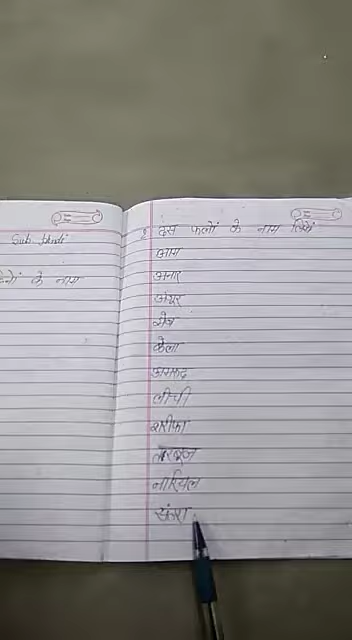 Sub Hindi
के नाम
दस फलों के नाम लिखें
आम
अनार
अंगूर
सेब
केला
अमरूद
लीची
शरीफा
तरबूज
नारियल
संतरा